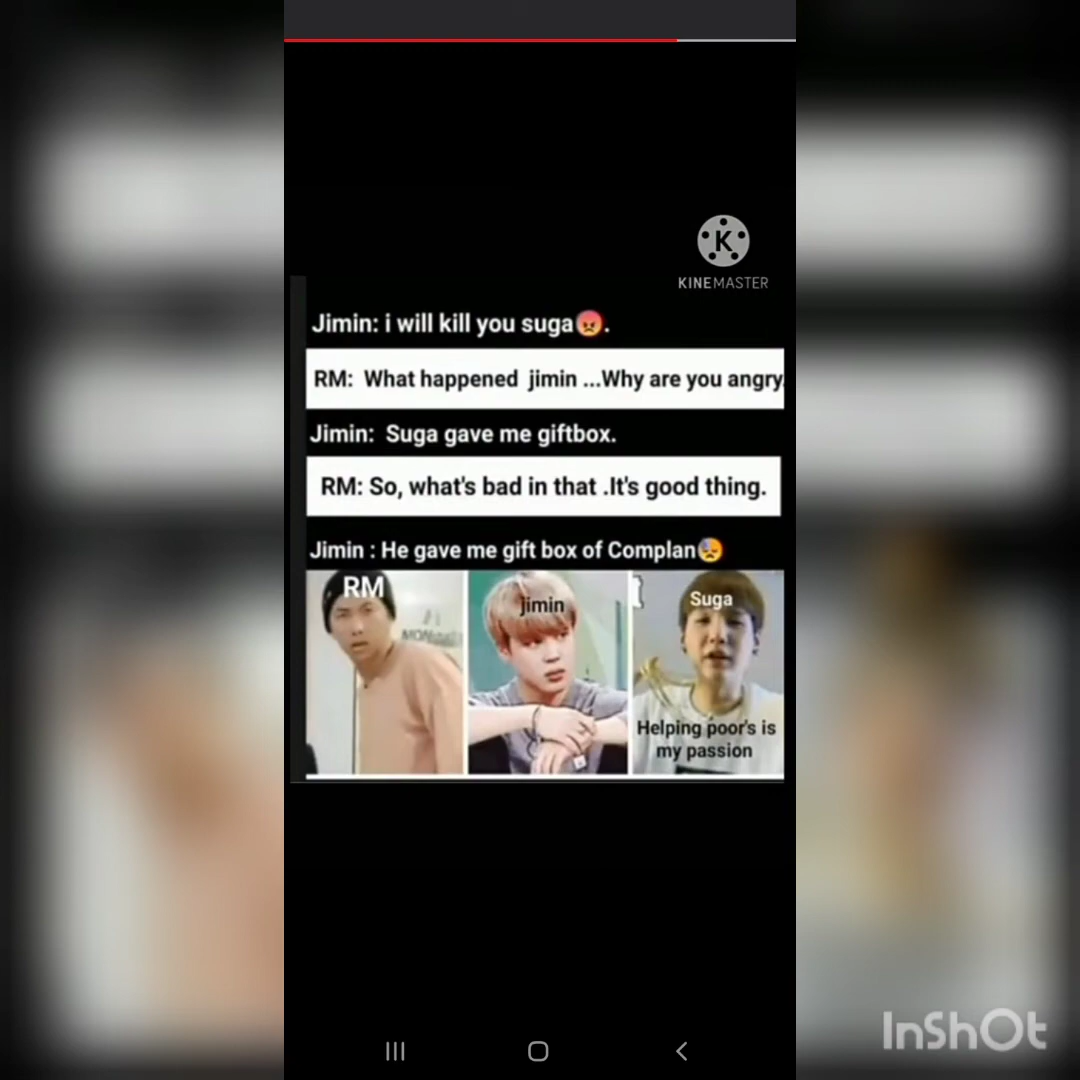 KINEMASTER
Jimin: i will kill you suga😡.
RM: What happened jimin ...Why are you angry
Jimin: Suga gave me giftbox.
RM: So, what's bad in that .It's good thing.
Jimin : He gave me gift box of Complan😓
RM
jimin
Suga
Helping poor's is
my passion
InShOt